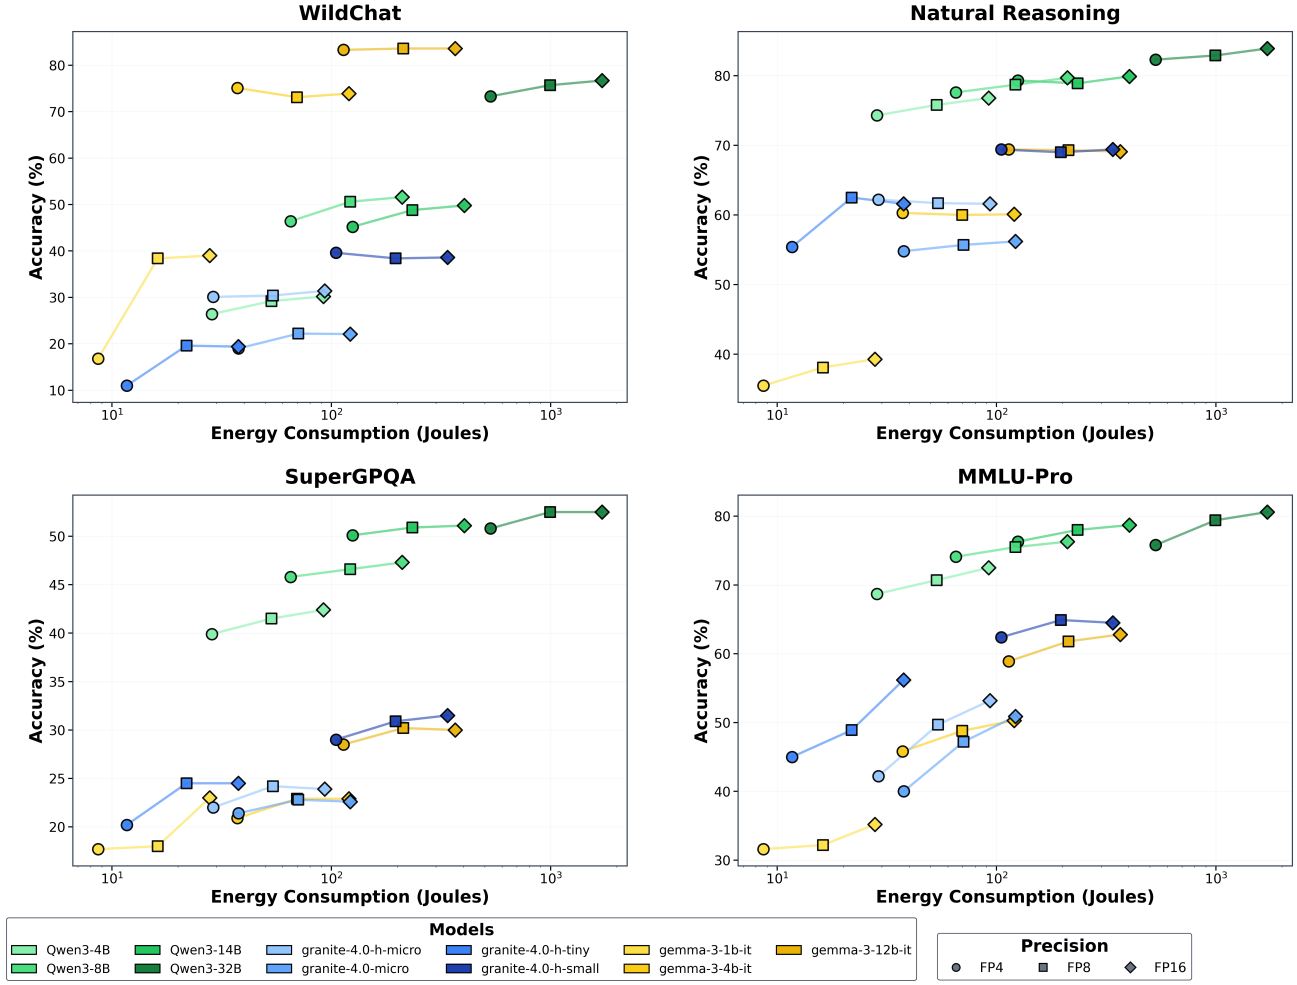 WildChat
Accuracy (%)
80
70
60
50
40
30
20
10
10¹ 10² 10³
Energy Consumption (Joules)
Natural Reasoning
Accuracy (%)
80
70
60
50
40
10¹ 10² 10³
Energy Consumption (Joules)
SuperGPQA
Accuracy (%)
50
45
40
35
30
25
20
10¹ 10² 10³
Energy Consumption (Joules)
MMLU-Pro
Accuracy (%)
80
70
60
50
40
30
10¹ 10² 10³
Energy Consumption (Joules)
Models
Qwen3-4B Qwen3-14B granite-4.0-h-micro granite-4.0-h-tiny gemma-3-1b-it gemma-3-12b-it
Qwen3-8B Qwen3-32B granite-4.0-micro granite-4.0-h-small gemma-3-4b-it
Precision
FP4 FP8 FP16